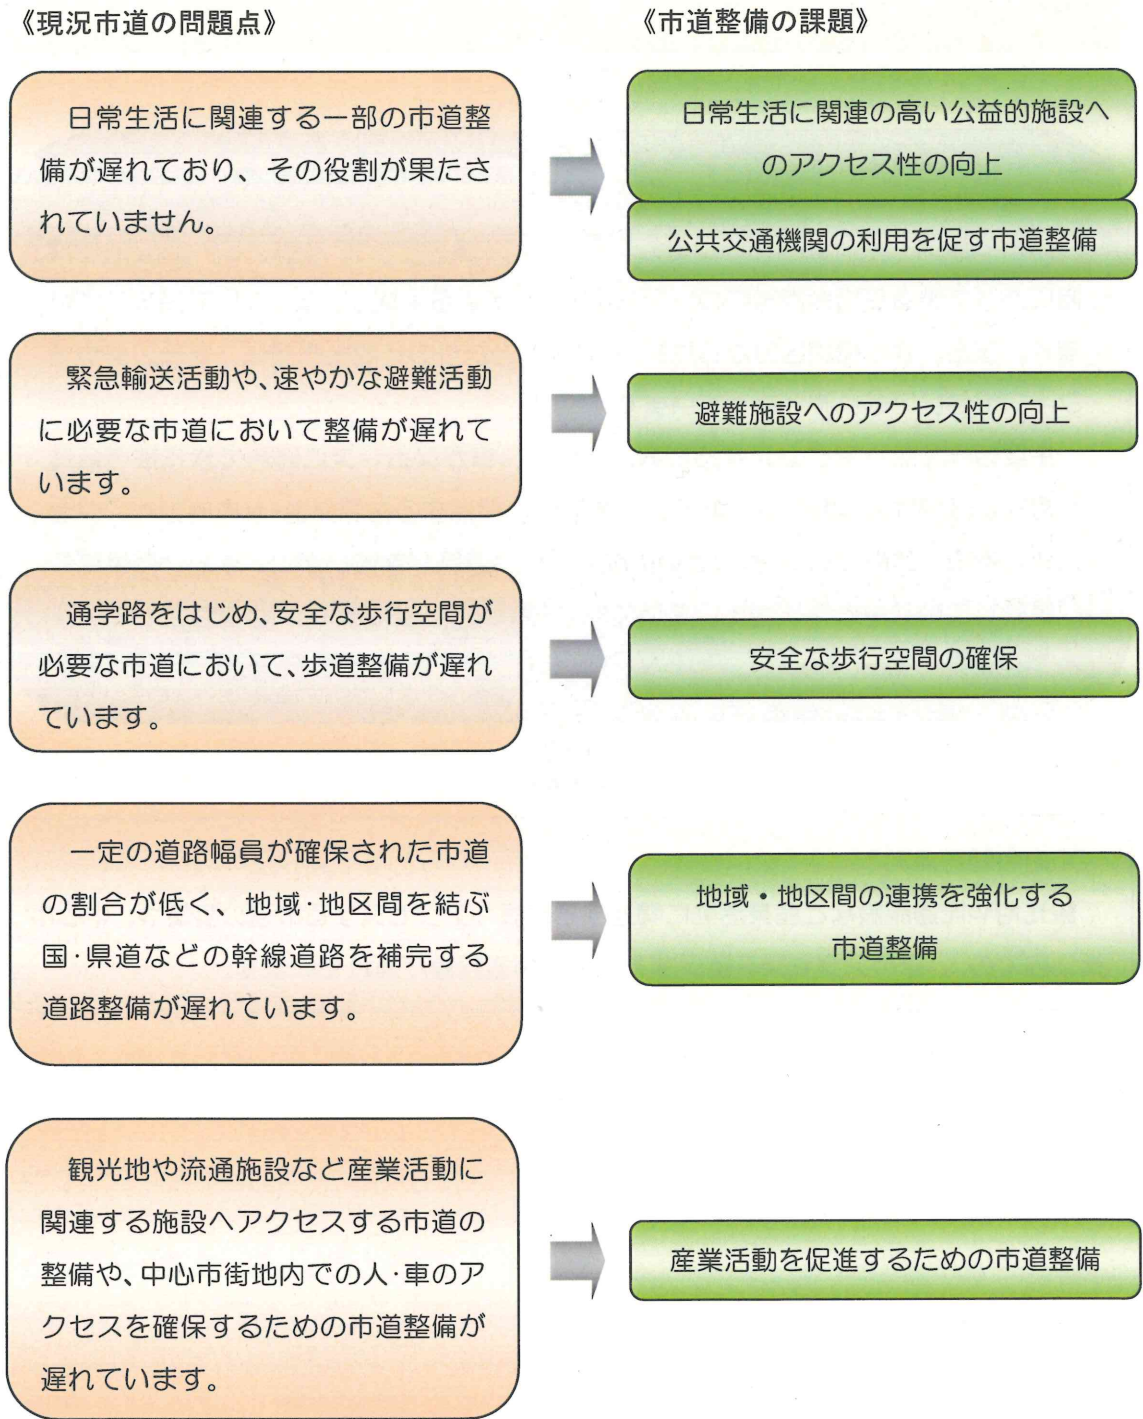 《現況市道の問題点》
《市道整備の課題》
日常生活に関連する一部の市道整
備が遅れており、その役割が果たさ
れていません。
日常生活に関連の高い公益的施設へ
のアクセス性の向上
公共交通機関の利用を促す市道整備
緊急輸送活動や、速やかな避難活動
に必要な市道において整備が遅れて
います。
避難施設へのアクセス性の向上
通学路をはじめ、安全な歩行空間が
必要な市道において、歩道整備が遅れ
ています。
安全な歩行空間の確保
一定の道路幅員が確保された市道
の割合が低く、地域・地区間を結ぶ
国・県道などの幹線道路を補完する
道路整備が遅れています。
地域・地区間の連携を強化する
市道整備
観光地や流通施設など産業活動に
関連する施設へアクセスする市道の
整備や、中心市街地内での人・車のア
クセスを確保するための市道整備が
遅れています。
産業活動を促進するための市道整備